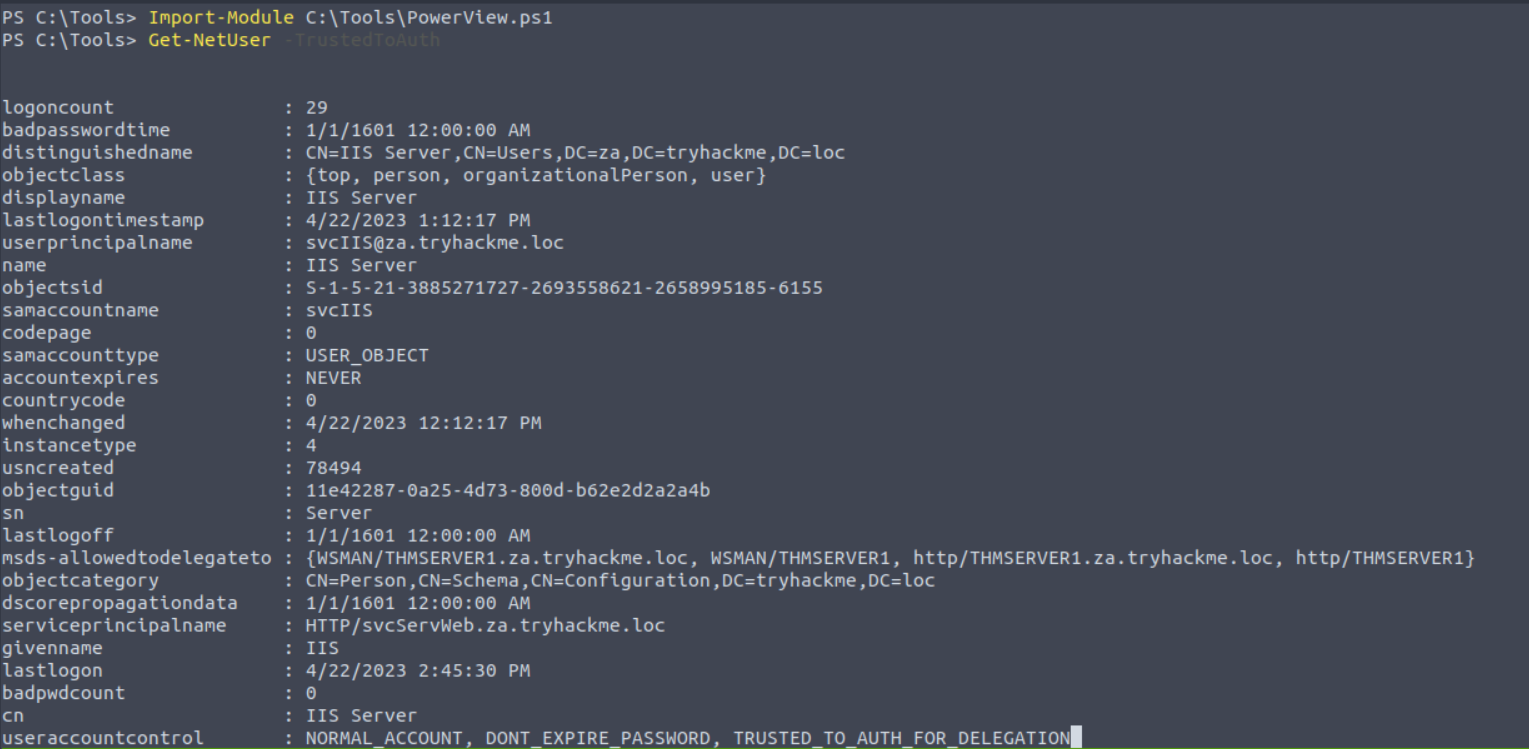 PS C:\Tools> Import-Module C:\Tools\PowerView.ps1
PS C:\Tools> Get-NetUser -TrustedToAuth
logoncount : 29
badpasswordtime : 1/1/1601 12:00:00 AM
distinguishedname : CN=IIS Server,CN=Users,DC=za,DC=tryhackme,DC=loc
objectclass : {top, person, organizationalPerson, user}
displayname : IIS Server
lastlogontimestamp : 4/22/2023 1:12:17 PM
userprincipalname : svcIIS@za.tryhackme.loc
name : IIS Server
objectsid : S-1-5-21-3885271727-2693558621-2658995185-6155
samaccountname : svcIIS
codepage : 0
samaccounttype : USER_OBJECT
accountexpires : NEVER
countrycode : 0
whenchanged : 4/22/2023 12:12:17 PM
instancetype : 4
usncreated : 78494
objectguid : 11e42287-0a25-4d73-800d-b62e2d2a2a4b
sn : Server
lastlogoff : 1/1/1601 12:00:00 AM
msds-allowedtodelegateto : {WSMAN/THMSERVER1.za.tryhackme.loc, WSMAN/THMSERVER1, http/THMSERVER1.za.tryhackme.loc, http/THMSERVER1}
objectcategory : CN=Person,CN=Schema,CN=Configuration,DC=tryhackme,DC=loc
dscorepropagationdata : 1/1/1601 12:00:00 AM
serviceprincipalname : HTTP/svcServWeb.za.tryhackme.loc
givenname : IIS
lastlogon : 4/22/2023 2:45:30 PM
badpwdcount : 0
cn : IIS Server
useraccountcontrol : NORMAL_ACCOUNT, DONT_EXPIRE_PASSWORD, TRUSTED_TO_AUTH_FOR_DELEGATION